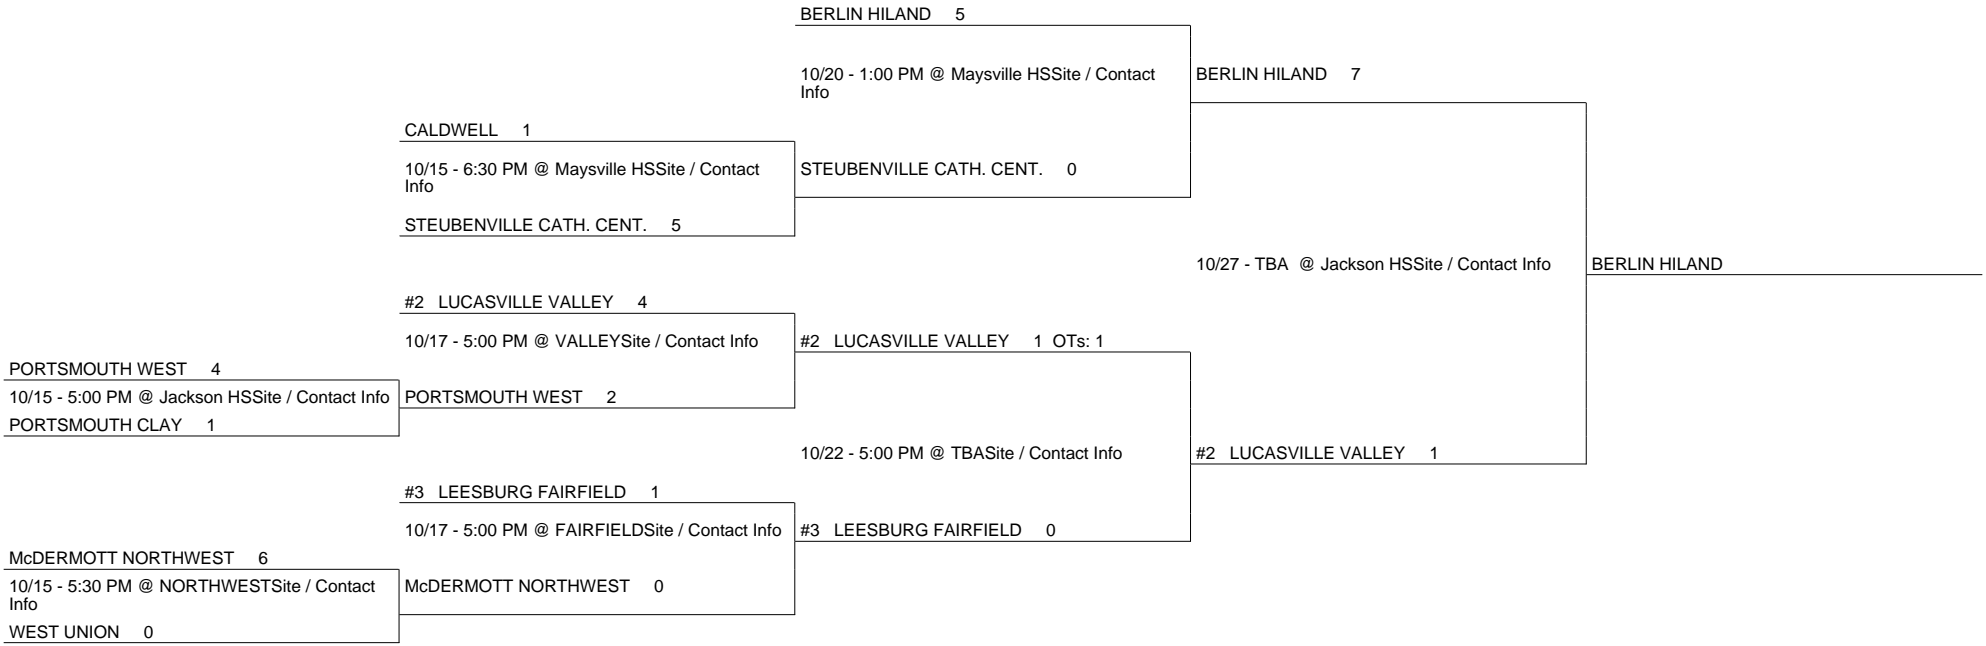 BERLIN HILAND 5
10/20 - 1:00 PM @ Maysville HSSite / Contact
Info
BERLIN HILAND 7
CALDWELL 1
10/15 - 6:30 PM @ Maysville HSSite / Contact
Info
STEUBENVILLE CATH. CENT. 0
STEUBENVILLE CATH. CENT. 5
10/27 - TBA @ Jackson HSSite / Contact Info
BERLIN HILAND
#2 LUCASVILLE VALLEY 4
10/17 - 5:00 PM @ VALLEYSite / Contact Info
#2 LUCASVILLE VALLEY 1 OTs: 1
PORTSMOUTH WEST 4
10/15 - 5:00 PM @ Jackson HSSite / Contact Info
PORTSMOUTH WEST 2
PORTSMOUTH CLAY 1
10/22 - 5:00 PM @ TBASite / Contact Info
#2 LUCASVILLE VALLEY 1
#3 LEESBURG FAIRFIELD 1
10/17 - 5:00 PM @ FAIRFIELDSite / Contact Info
#3 LEESBURG FAIRFIELD 0
McDERMOTT NORTHWEST 6
10/15 - 5:30 PM @ NORTHWESTSite / Contact
Info
McDERMOTT NORTHWEST 0
WEST UNION 0